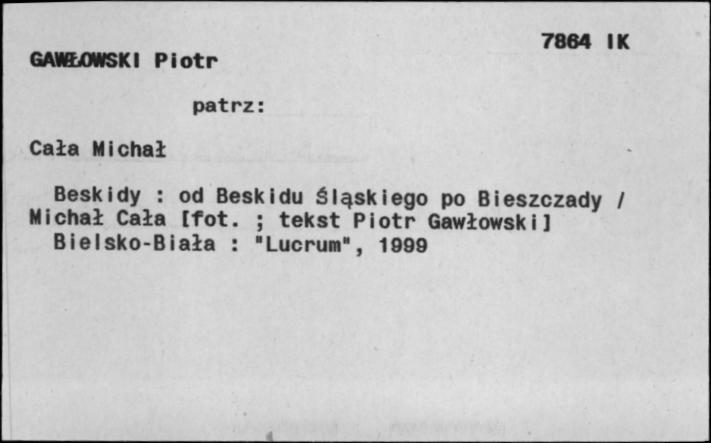 7864 IK
GAWŁOWSKI Piotr
patrz:
Cała Michał
Beskidy : od Beskidu Śląskiego po Bieszczady /
Michał Cała [fot. ; tekst Piotr Gawłowski]
Bielsko-Biała : "Lucrum", 1999